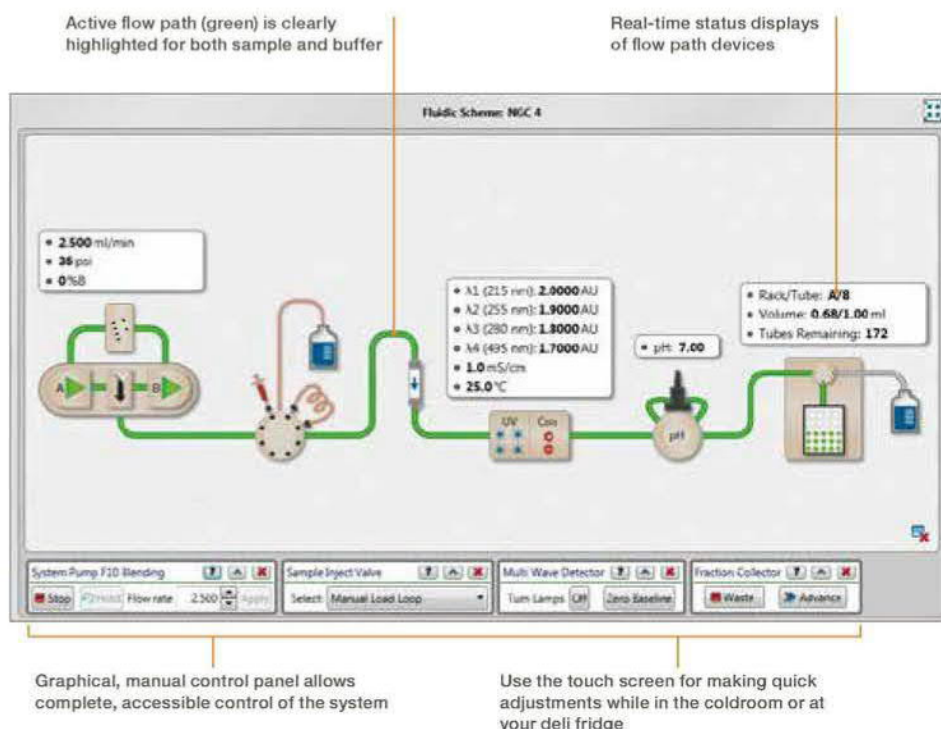 Active flow path (green) is clearly
highlighted for both sample and buffer
Real-time status displays
of flow path devices
Fluidic Scheme: NGC 4
2.500 ml/min
36 psi
0%B
A
B
λ1 (215 nm): 2.0000 AU
λ2 (255 nm): 1.9000 AU
λ3 (280 nm): 1.8000 AU
λ4 (495 nm): 1.7000 AU
1.0 mS/cm
25.0 °C
pH: 7.00
Rack/Tube: A/8
Volume: 0.68/1.00 ml
Tubes Remaining: 172
UV
Con
pH
System Pump F10 Blending
?
Stop
Hold
Flow rate
2.500
Apply
Sample Inject Valve
?
Select: Manual Load Loop
Multi Wave Detector
?
Turn Lamps Off
Zero Baseline
Fraction Collector
?
Waste
Advance
Graphical, manual control panel allows
complete, accessible control of the system
Use the touch screen for making quick
adjustments while in the coldroom or at
your deli fridge